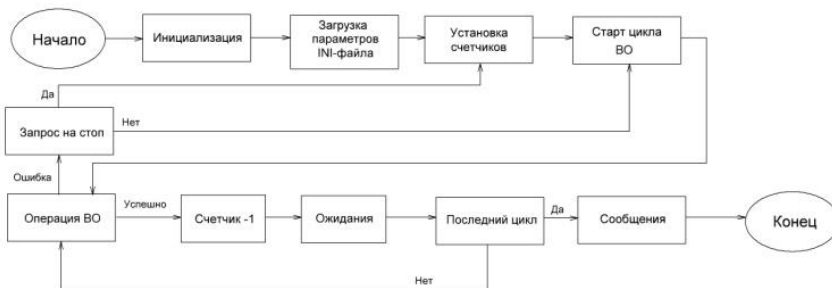 Начало
Инициализация
Загрузка
параметров
INI-файла
Установка
счетчиков
Старт цикла
ВО
Да
Запрос на стоп
Нет
Ошибка
Операция ВО
Успешно
Счетчик -1
Ожидания
Последний цикл
Да
Сообщения
Конец
Нет